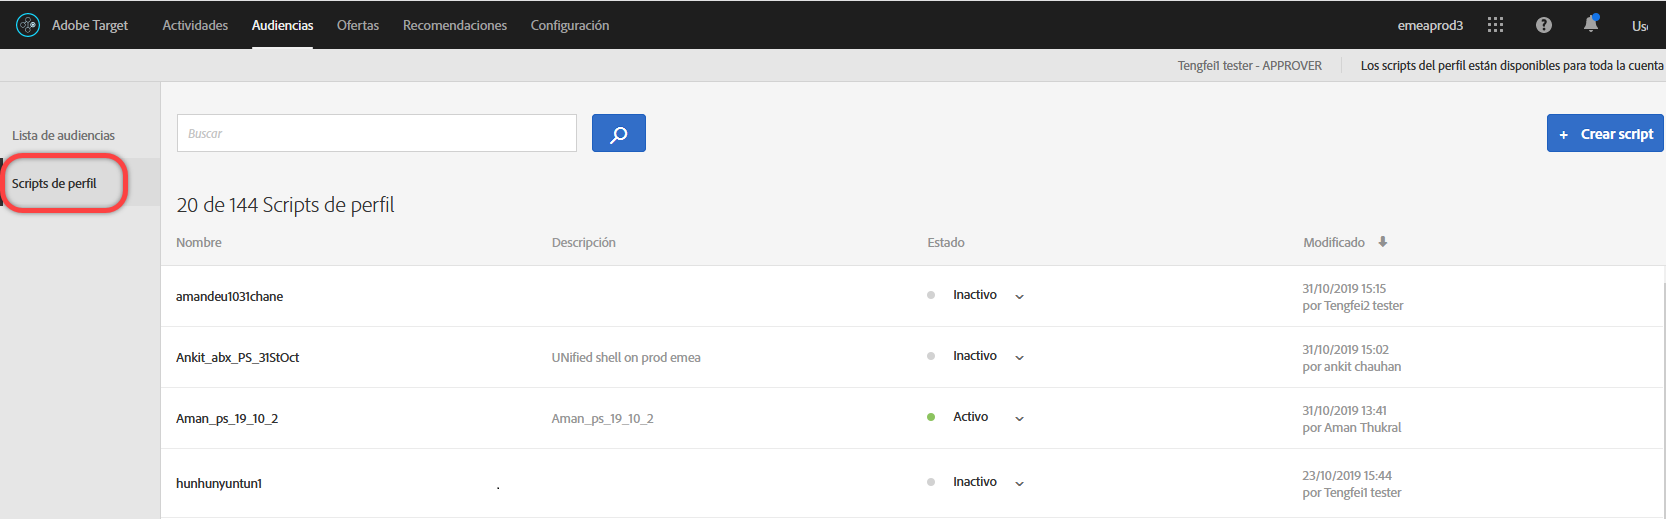 Adobe Target Actividades Audiencias Ofertas Recomendaciones Configuración emeaprod3 ? Us
Tengfei1 tester - APPROVER Los scripts del perfil están disponibles para toda la cuenta
Lista de audiencias
Scripts de perfil
Buscar
+ Crear script
20 de 144 Scripts de perfil
Nombre Descripción Estado Modificado
amandeu1031chane Inactivo 31/10/2019 15:15
por Tengfei2 tester
Ankit_abx_PS_31StOct UNified shell on prod emea Inactivo 31/10/2019 15:02
por ankit chauhan
Aman_ps_19_10_2 Aman_ps_19_10_2 Activo 31/10/2019 13:41
por Aman Thukral
hunhunyuntun1 . Inactivo 23/10/2019 15:44
por Tengfei1 tester